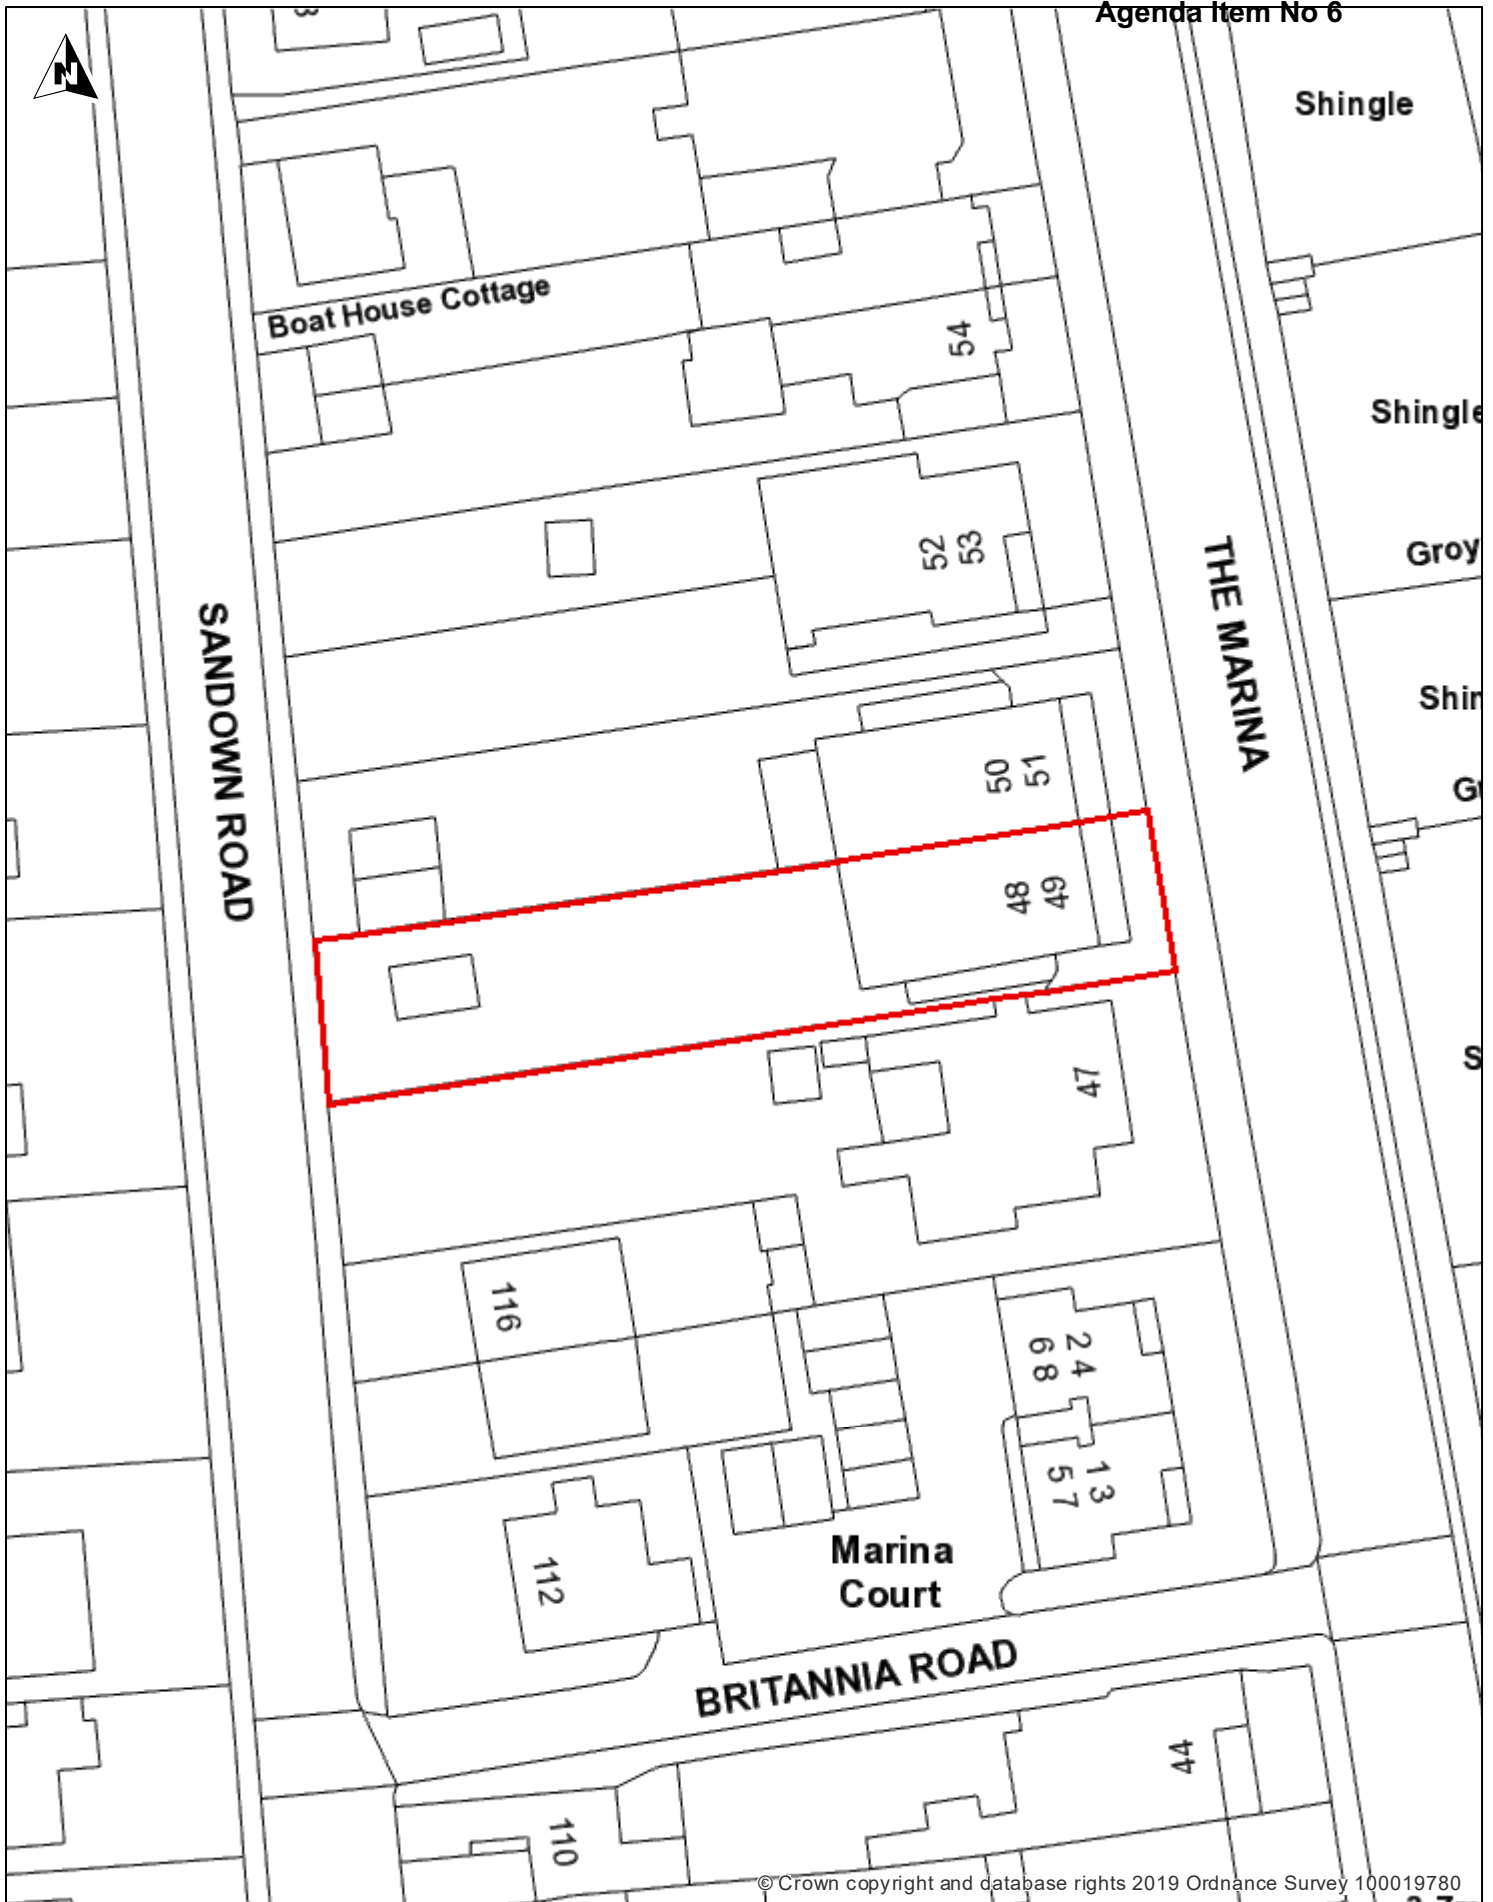 Agenda Item No 6
N
Shingle
Boat House Cottage
54
Shingle
53
52
Groy
SANDOWN ROAD
THE MARINA
Shin
51
50
49
48
47
116
2 4
6 8
1 3
5 7
Marina
Court
112
BRITANNIA ROAD
44
110
© Crown copyright and database rights 2019 Ordnance Survey 100019780